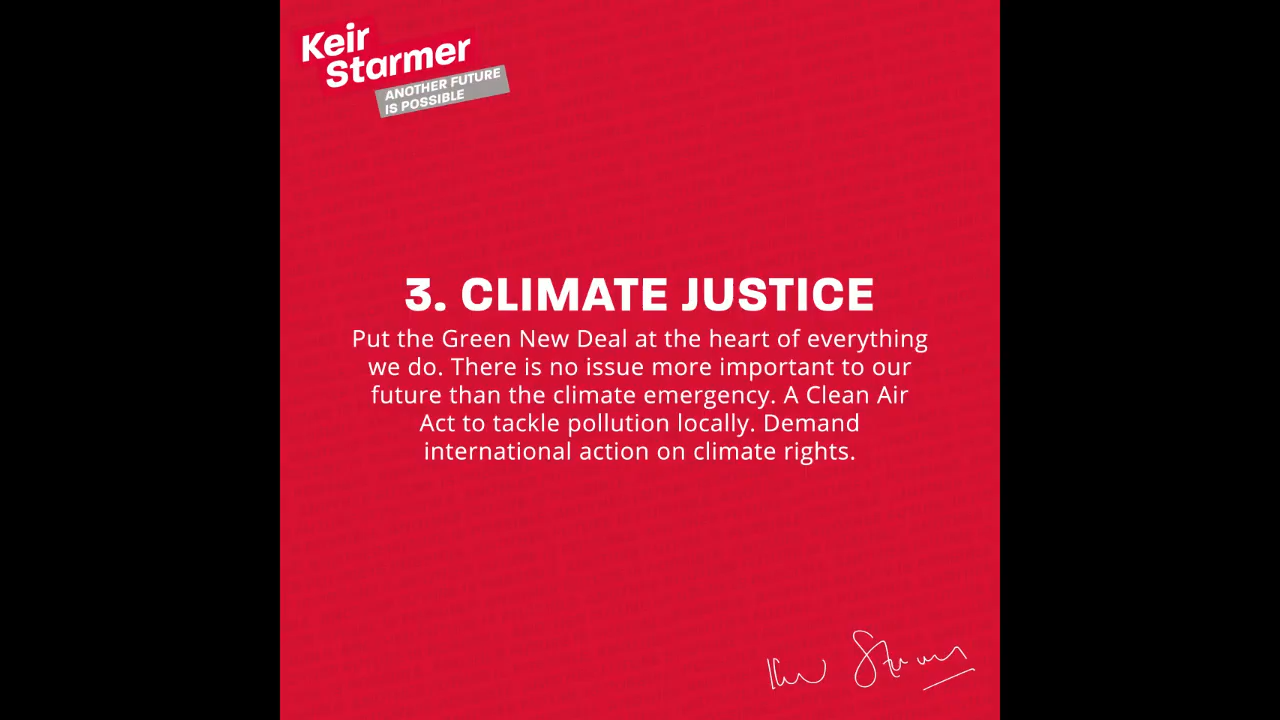 Keir
Starmer
ANOTHER FUTURE
IS POSSIBLE
3. CLIMATE JUSTICE
Put the Green New Deal at the heart of everything
we do. There is no issue more important to our
future than the climate emergency. A Clean Air
Act to tackle pollution locally. Demand
international action on climate rights.
Keir Starmer